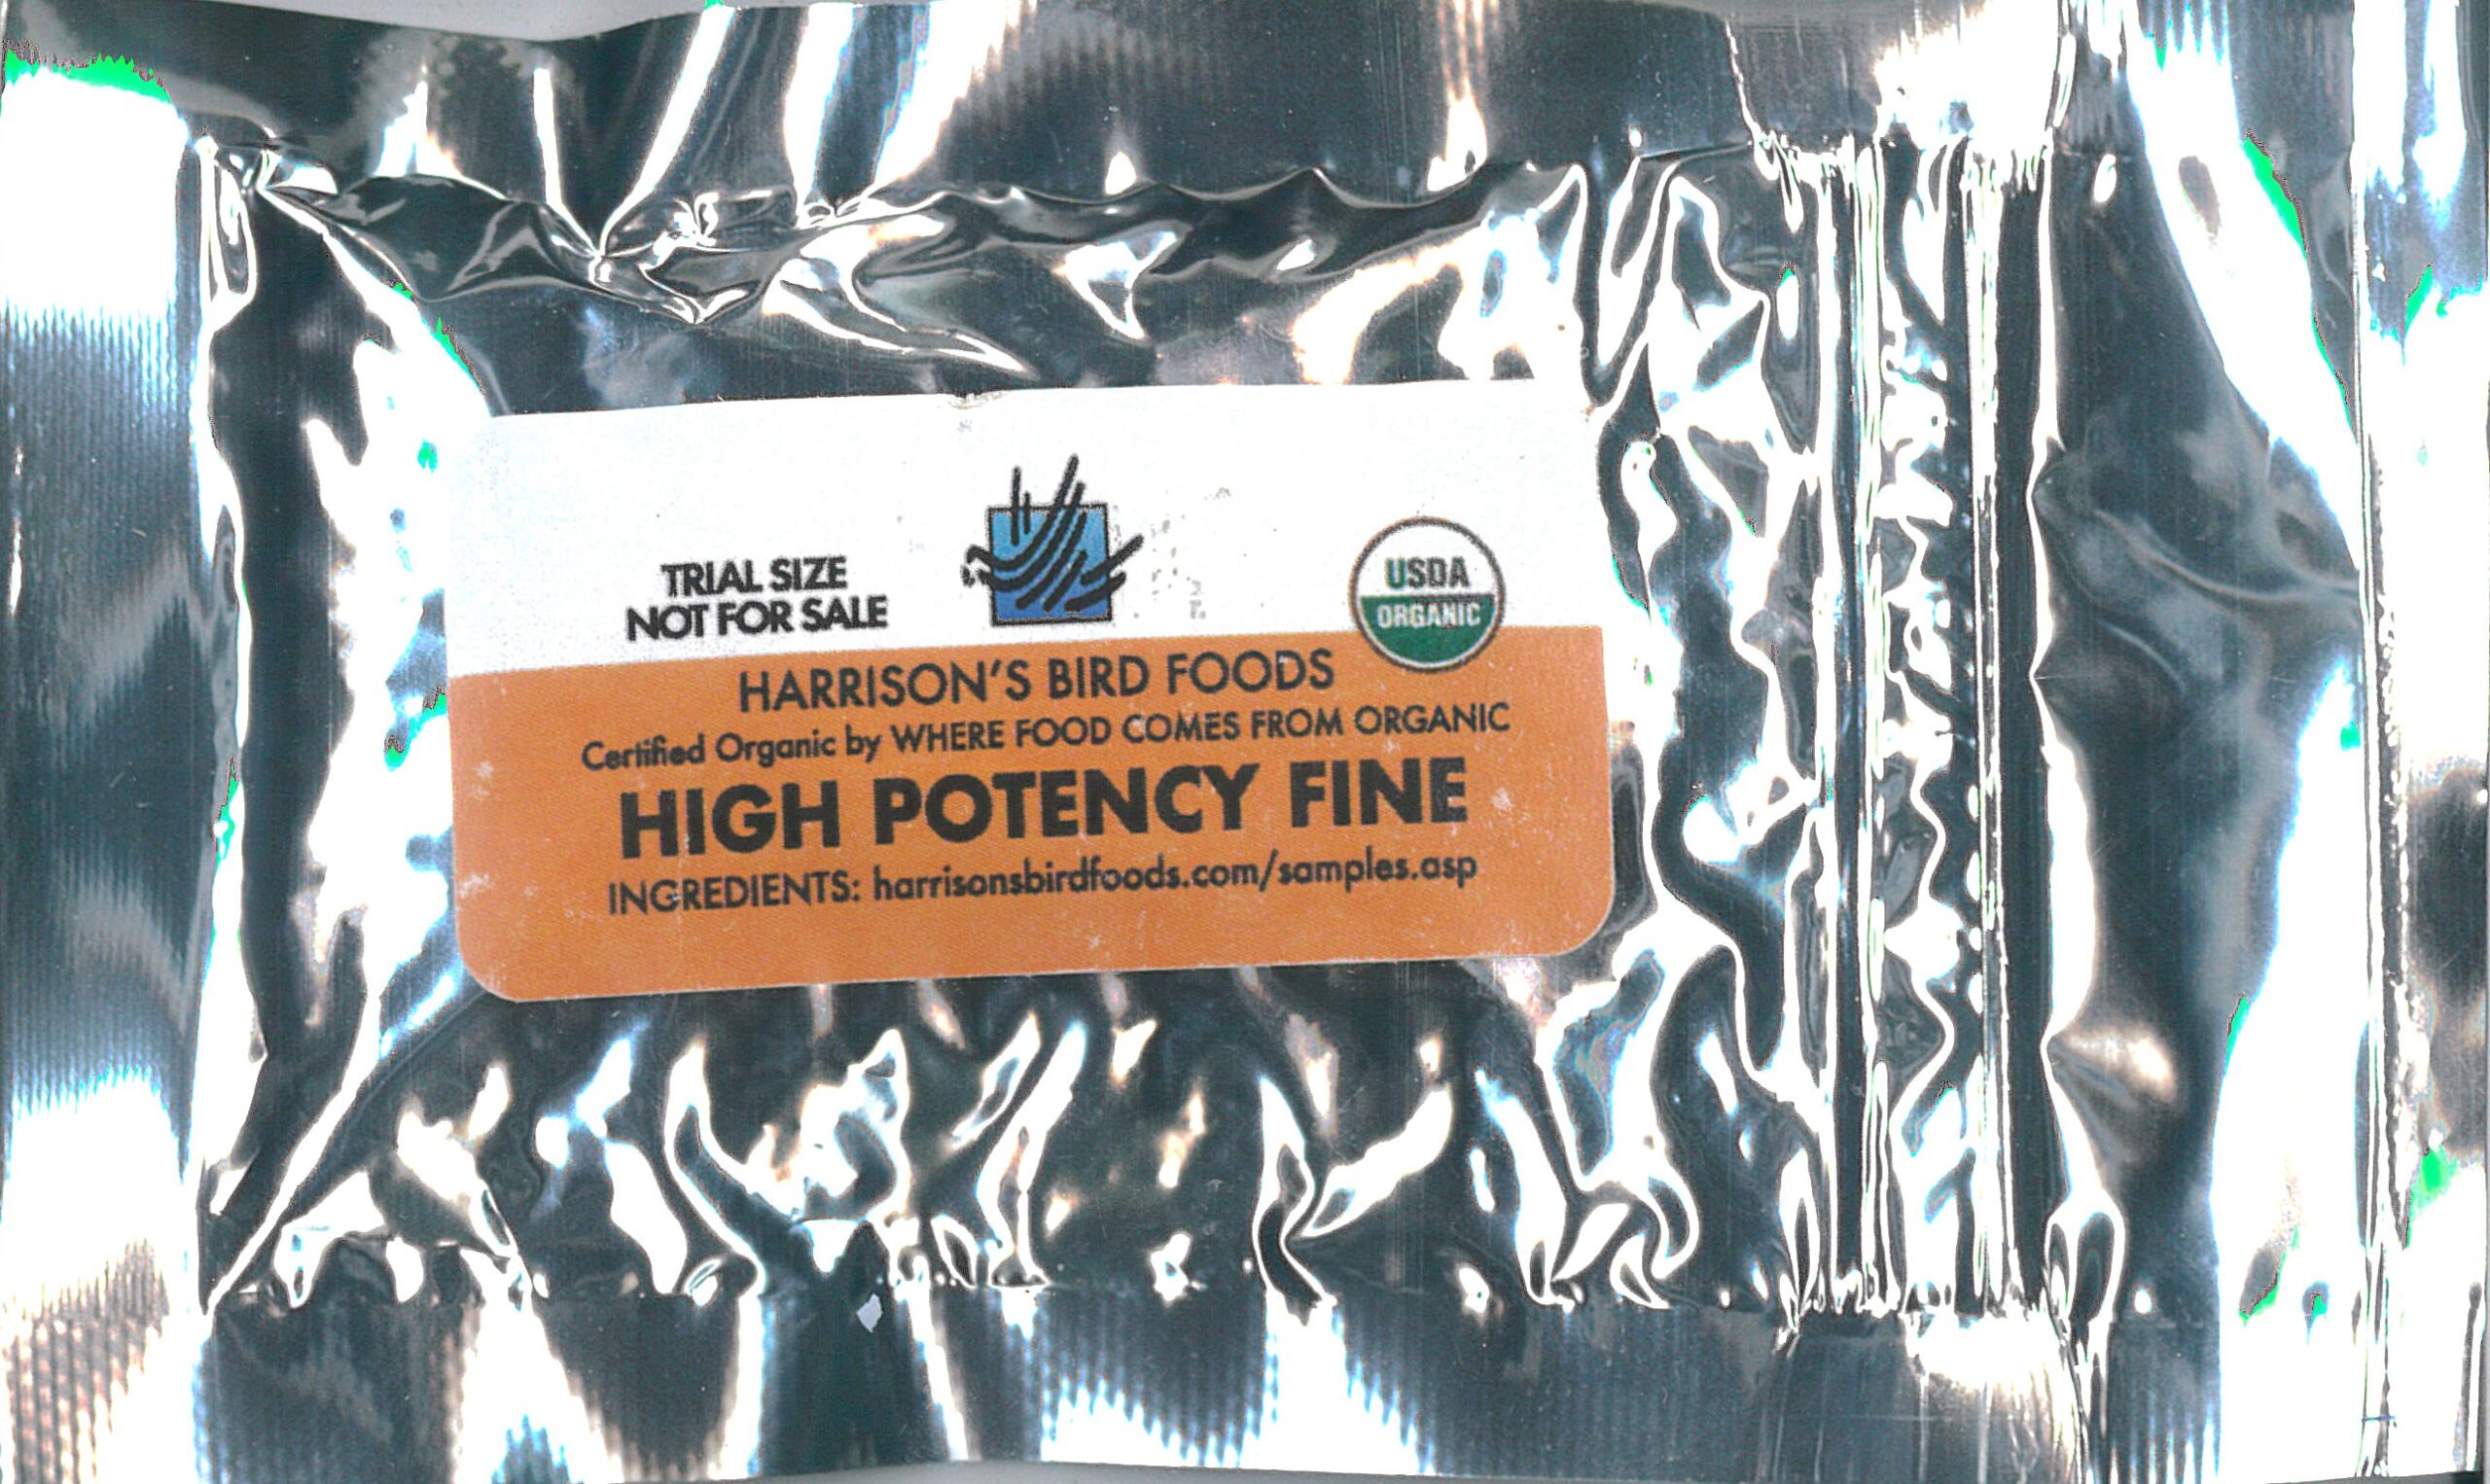 TRIAL SIZE
NOT FOR SALE
USDA
ORGANIC
HARRISON'S BIRD FOODS
Certified Organic by WHERE FOOD COMES FROM ORGANIC
HIGH POTENCY FINE
INGREDIENTS: harrisonsbirdfoods.com/samples.asp